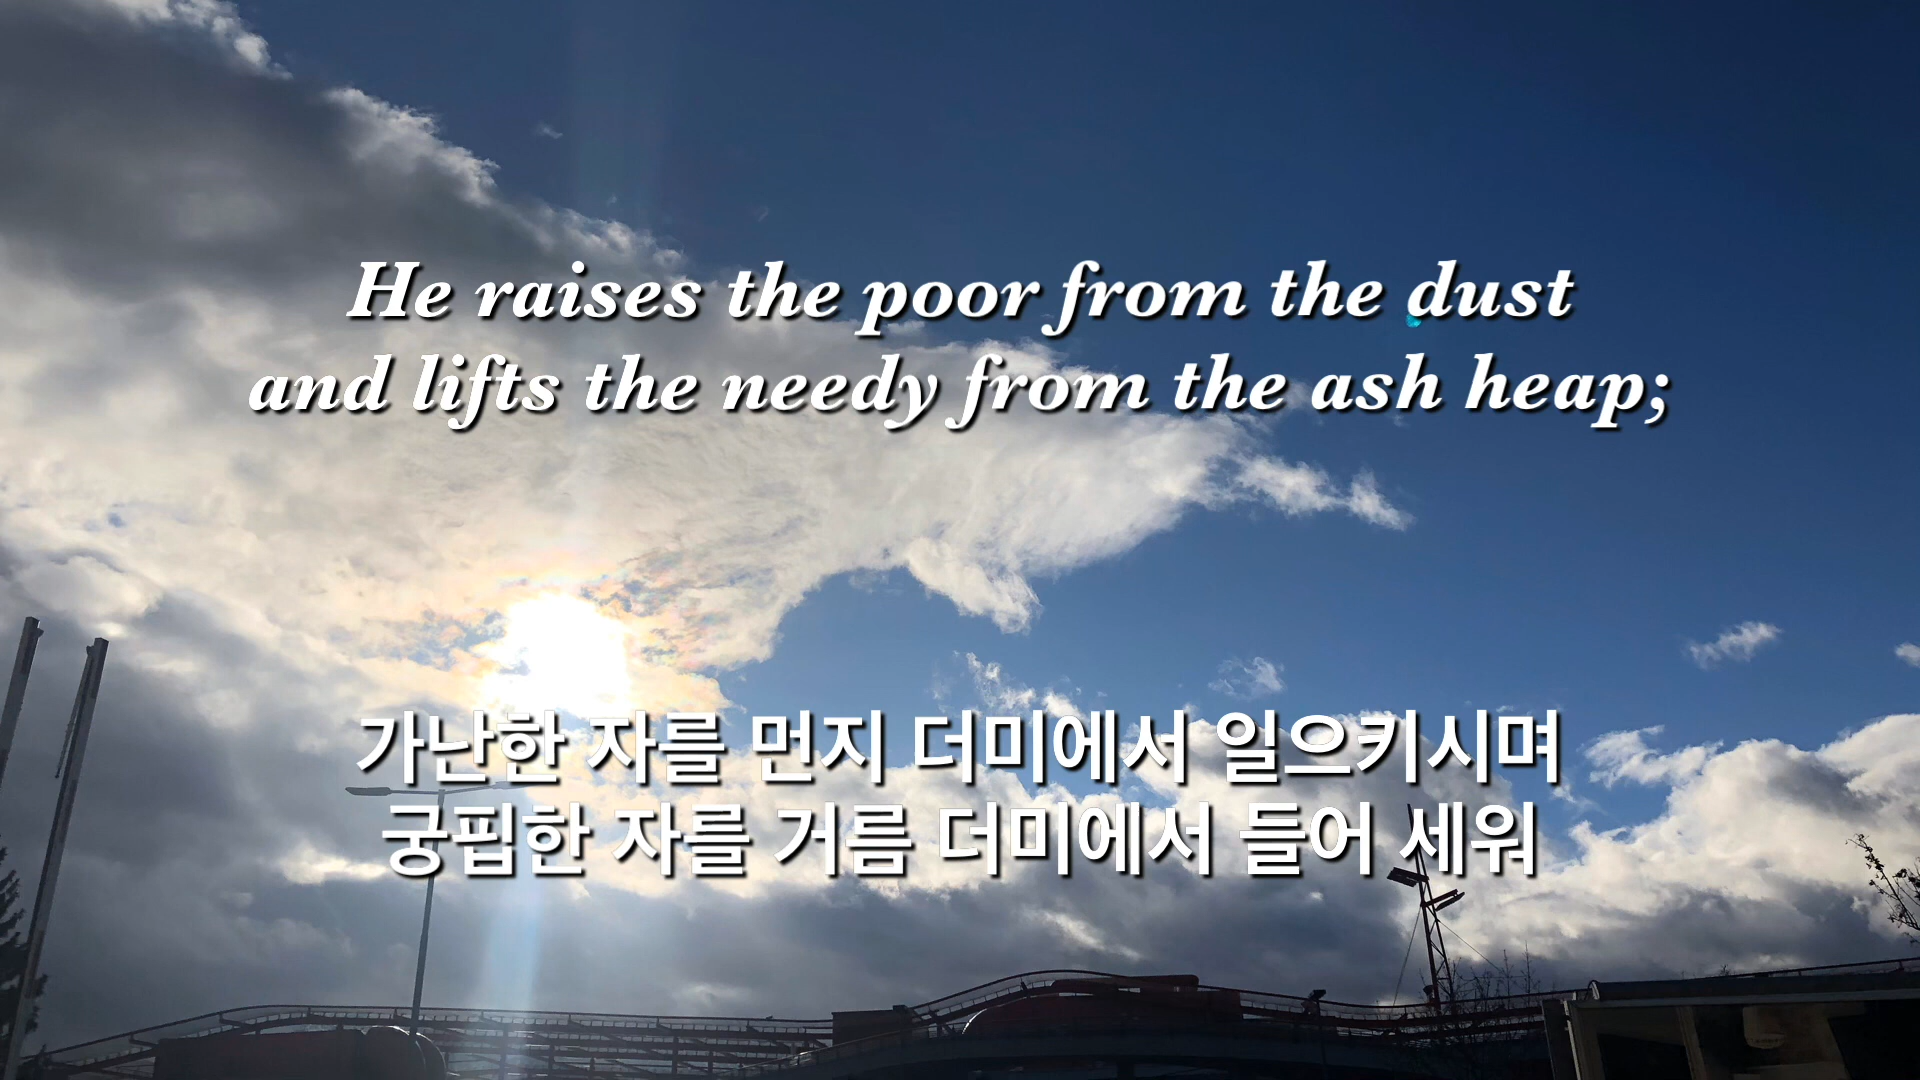 He raises the poor from the dust
and lifts the needy from the ash heap;
가난한 자를 먼지 더미에서 일으키시며
궁핍한 자를 거름 더미에서 들어 세워